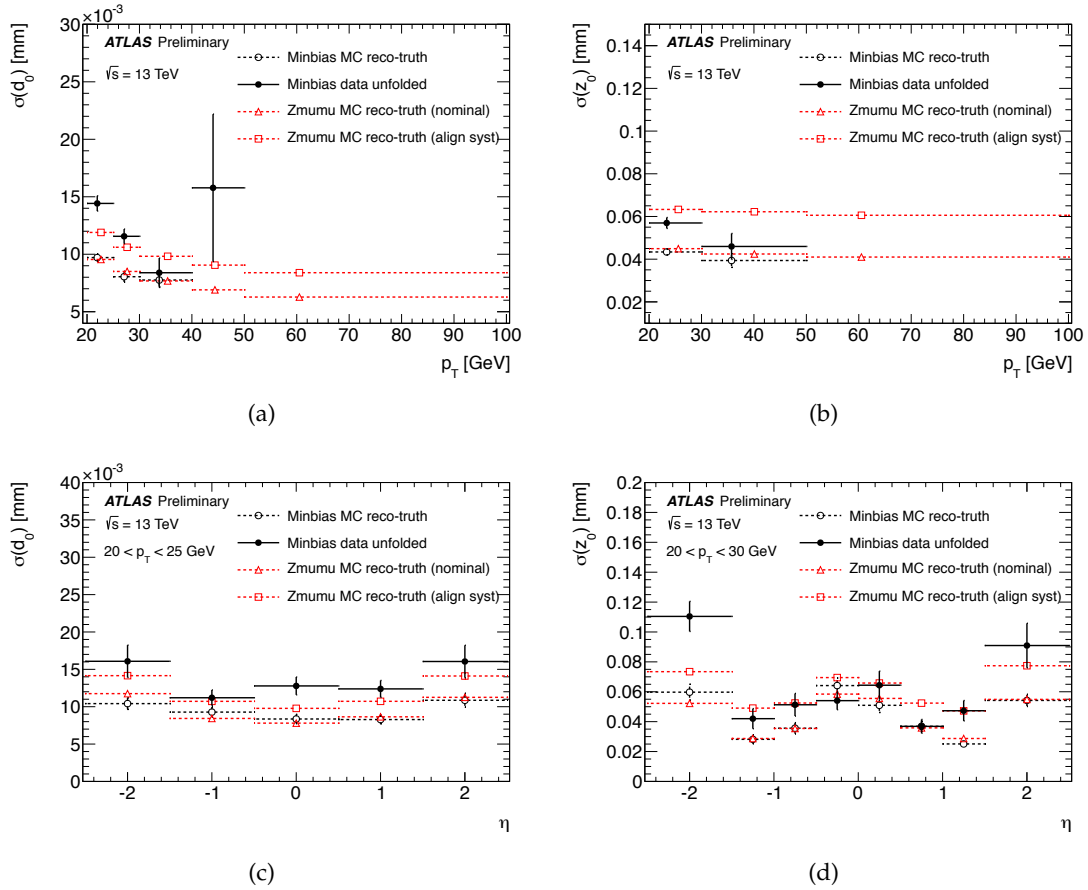 30 ×10⁻³
σ(d₀) [mm]
ATLAS Preliminary
√s = 13 TeV
Minbias MC reco-truth
Minbias data unfolded
Zmumu MC reco-truth (nominal)
Zmumu MC reco-truth (align syst)
25
20
15
10
5
20 30 40 50 60 70 80 90 100
p_T [GeV]
(a)
σ(z₀) [mm]
ATLAS Preliminary
√s = 13 TeV
Minbias MC reco-truth
Minbias data unfolded
Zmumu MC reco-truth (nominal)
Zmumu MC reco-truth (align syst)
0.14
0.12
0.1
0.08
0.06
0.04
0.02
20 30 40 50 60 70 80 90 100
p_T [GeV]
(b)
40 ×10⁻³
σ(d₀) [mm]
ATLAS Preliminary
√s = 13 TeV
20 < p_T < 25 GeV
Minbias MC reco-truth
Minbias data unfolded
Zmumu MC reco-truth (nominal)
Zmumu MC reco-truth (align syst)
35
30
25
20
15
10
5
0
-2 -1 0 1 2
η
(c)
0.2
σ(z₀) [mm]
ATLAS Preliminary
√s = 13 TeV
20 < p_T < 30 GeV
Minbias MC reco-truth
Minbias data unfolded
Zmumu MC reco-truth (nominal)
Zmumu MC reco-truth (align syst)
0.18
0.16
0.14
0.12
0.1
0.08
0.06
0.04
0.02
0
-2 -1 0 1 2
η
(d)